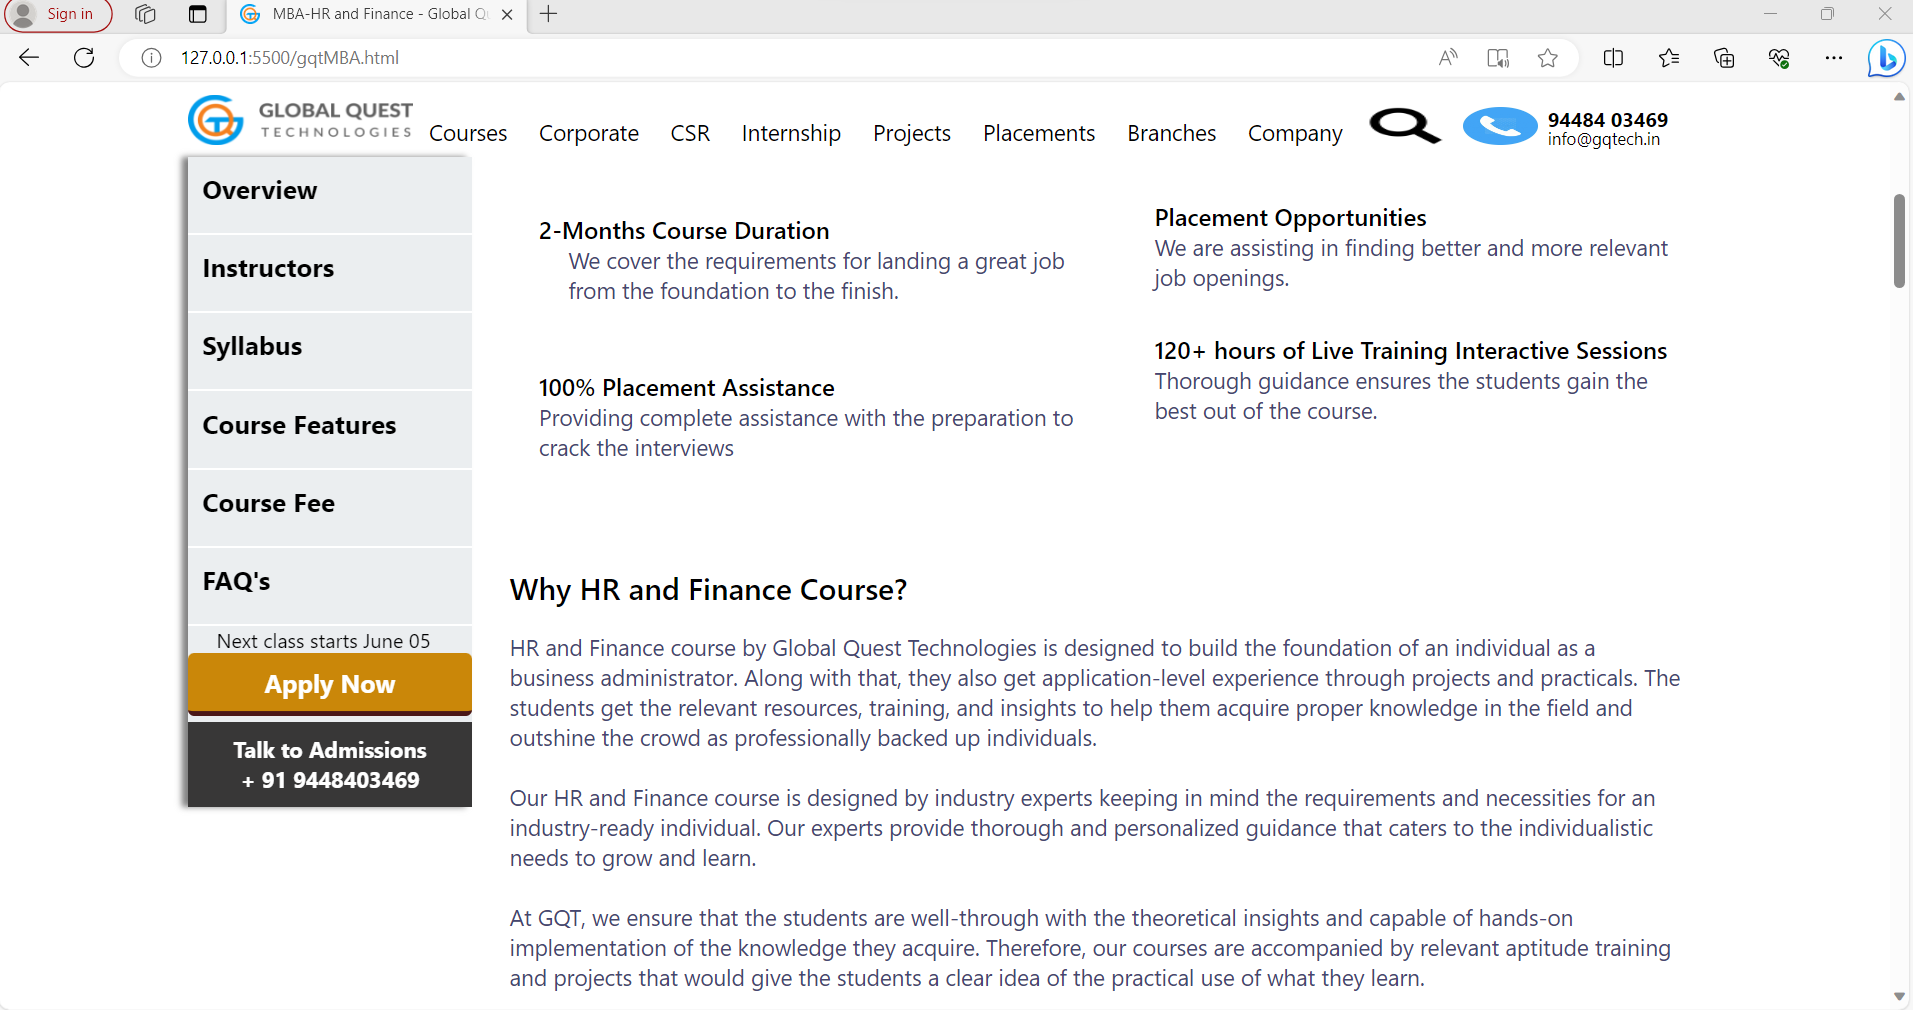 Sign in
MBA-HR and Finance - Global Qu
127.0.0.1:5500/gqtMBA.html
GLOBAL QUEST
TECHNOLOGIES
Courses Corporate CSR Internship Projects Placements Branches Company
94484 03469
info@gqtech.in
Overview
Instructors
Syllabus
Course Features
Course Fee
FAQ's
Next class starts June 05
Apply Now
Talk to Admissions
+ 91 9448403469
2-Months Course Duration
We cover the requirements for landing a great job
from the foundation to the finish.
Placement Opportunities
We are assisting in finding better and more relevant
job openings.
100% Placement Assistance
Providing complete assistance with the preparation to
crack the interviews
120+ hours of Live Training Interactive Sessions
Thorough guidance ensures the students gain the
best out of the course.
Why HR and Finance Course?
HR and Finance course by Global Quest Technologies is designed to build the foundation of an individual as a
business administrator. Along with that, they also get application-level experience through projects and practicals. The
students get the relevant resources, training, and insights to help them acquire proper knowledge in the field and
outshine the crowd as professionally backed up individuals.
Our HR and Finance course is designed by industry experts keeping in mind the requirements and necessities for an
industry-ready individual. Our experts provide thorough and personalized guidance that caters to the individualistic
needs to grow and learn.
At GQT, we ensure that the students are well-through with the theoretical insights and capable of hands-on
implementation of the knowledge they acquire. Therefore, our courses are accompanied by relevant aptitude training
and projects that would give the students a clear idea of the practical use of what they learn.